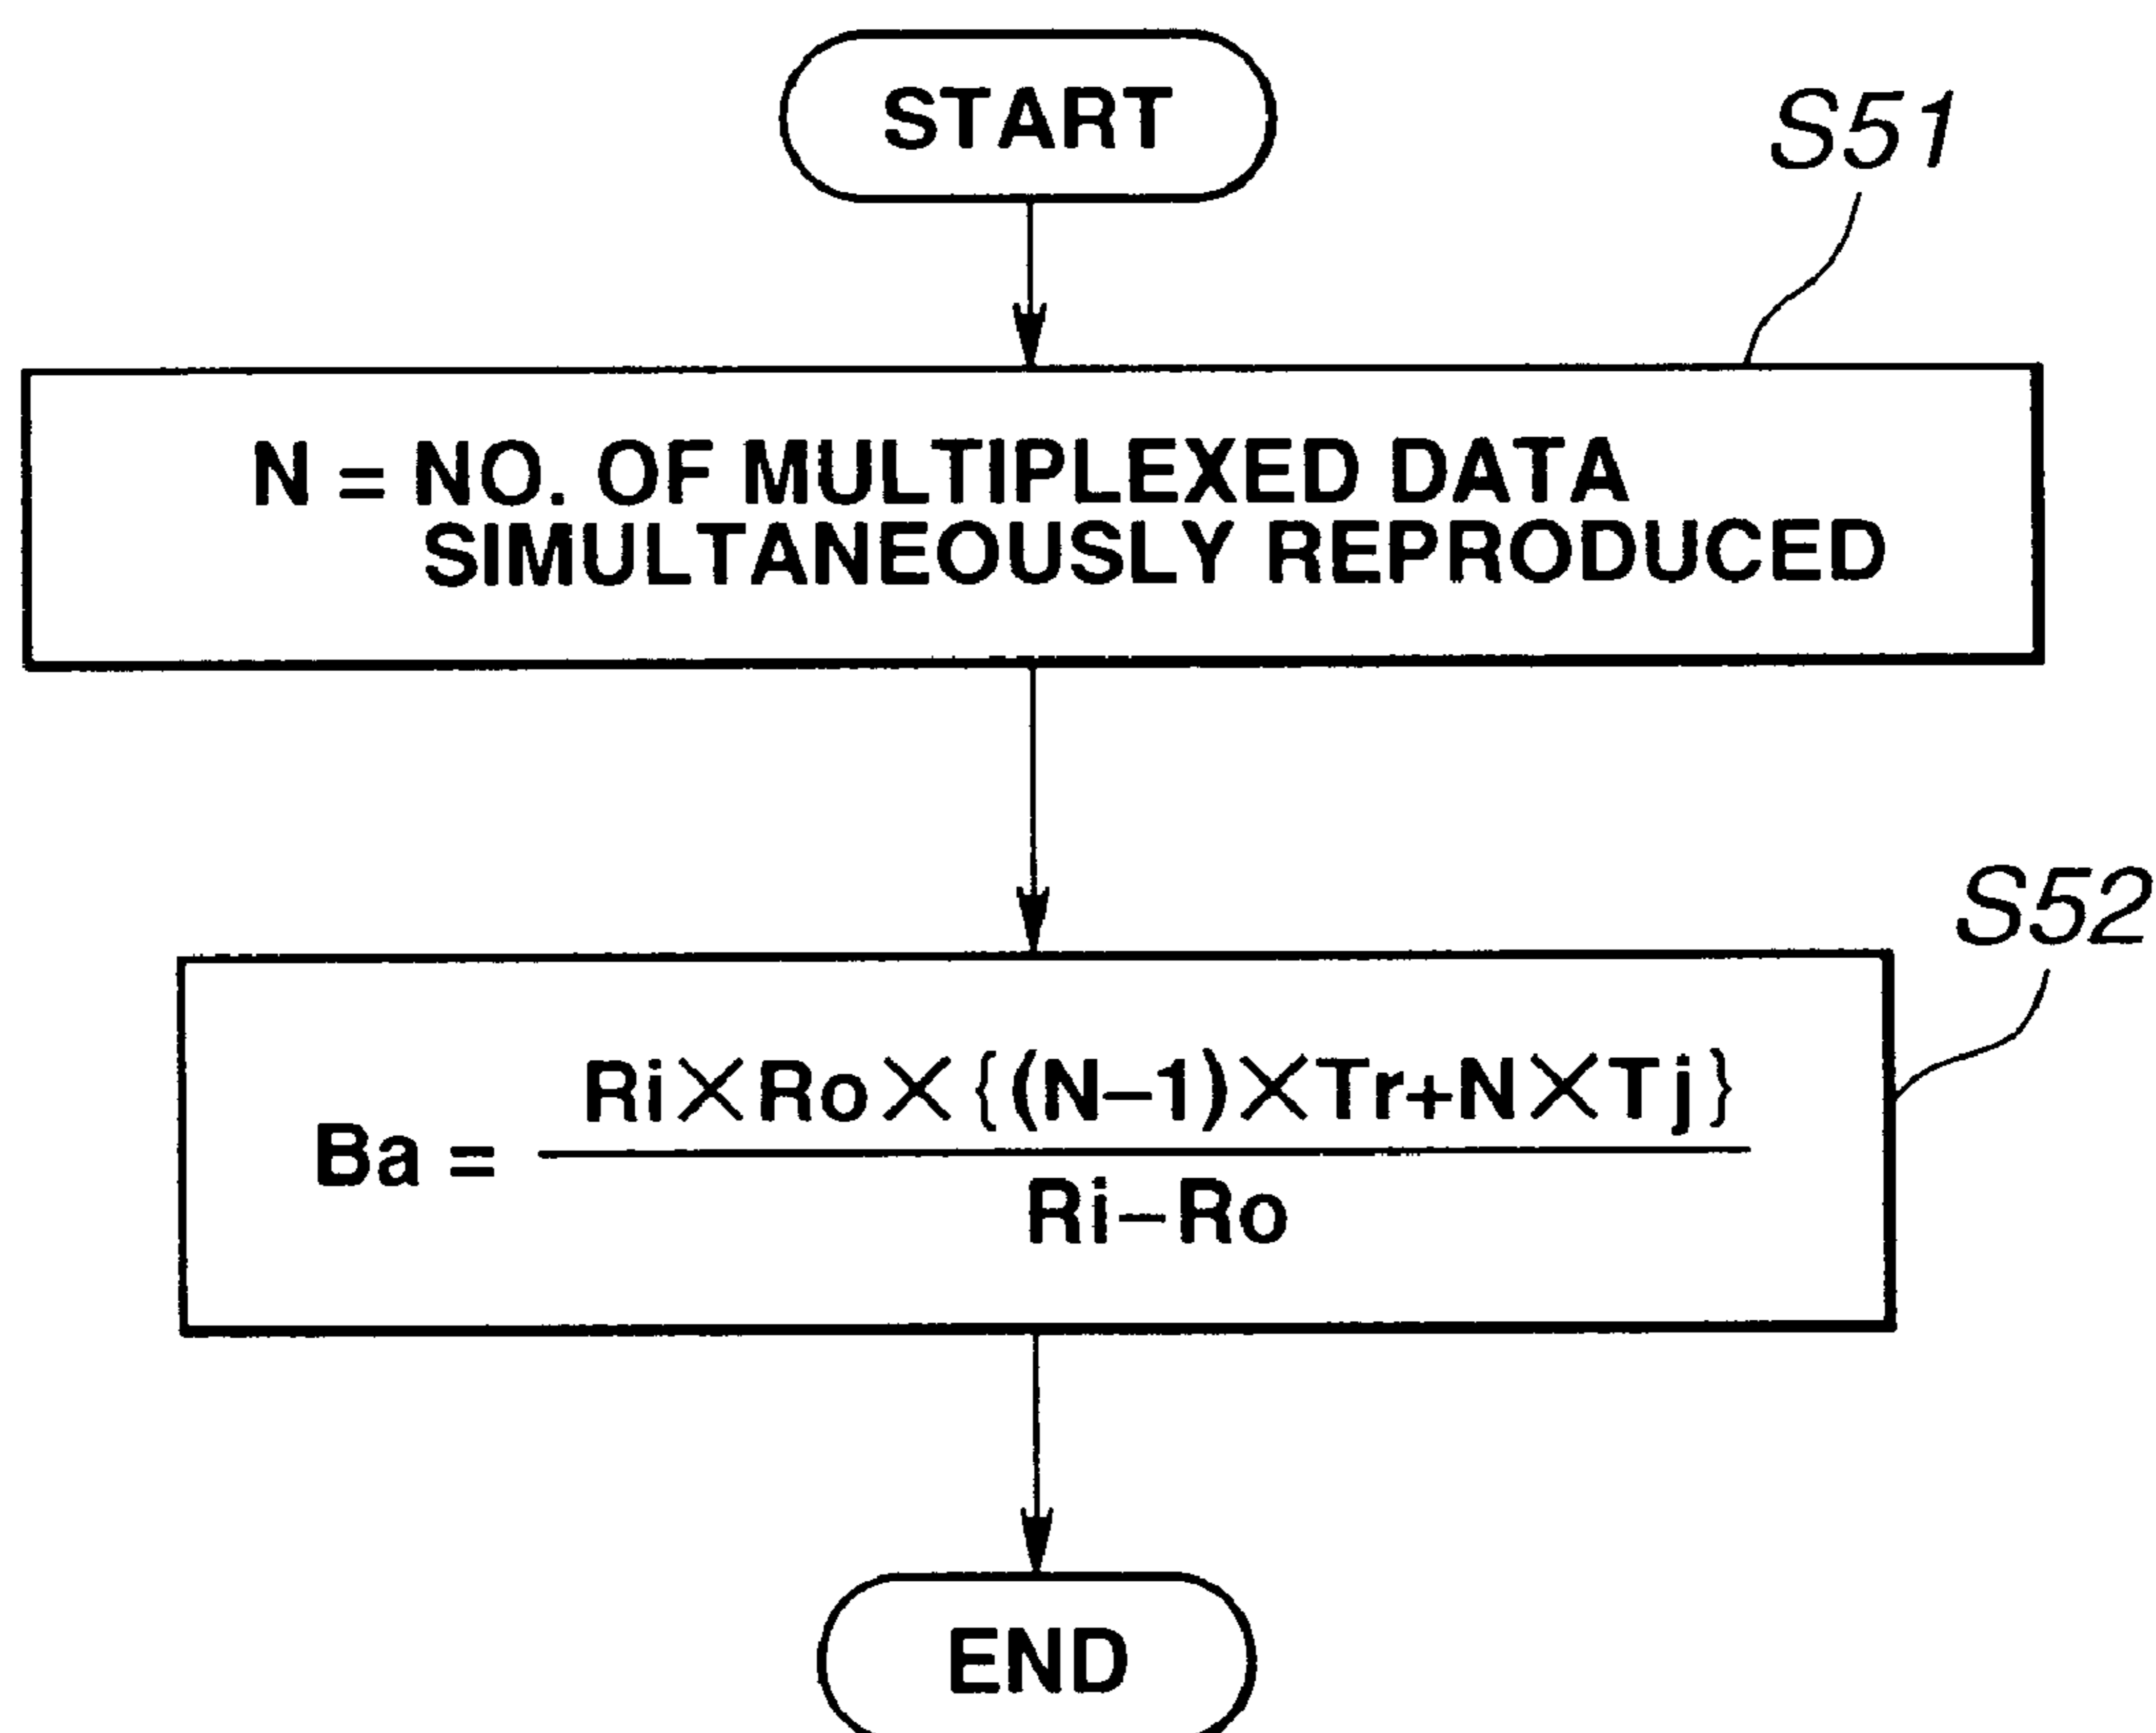 START
S51
N = NO. OF MULTIPLEXED DATA
SIMULTANEOUSLY REPRODUCED
S52
Ri×Ro×{(N–1)×Tr+N×Tj}
Ba =
Ri–Ro
END